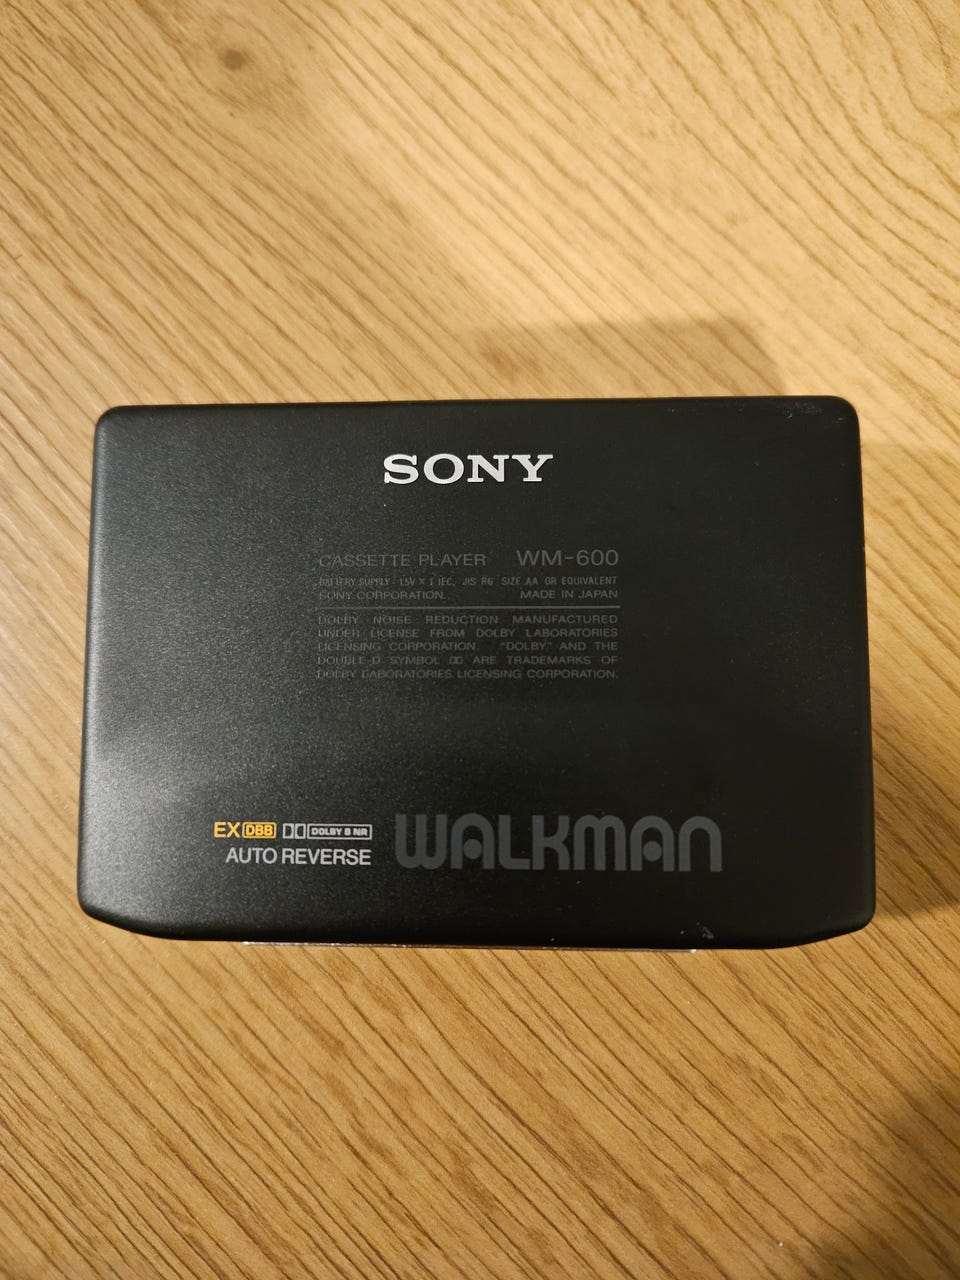 SONY
CASSETTE PLAYER WM-600
BATTERY SUPPLY 1.5V × 1 IEC, JIS R6 SIZE AA OR EQUIVALENT
SONY CORPORATION. MADE IN JAPAN
DOLBY NOISE REDUCTION MANUFACTURED
UNDER LICENSE FROM DOLBY LABORATORIES
LICENSING CORPORATION. "DOLBY" AND THE
DOUBLE-D SYMBOL ARE TRADEMARKS OF
DOLBY LABORATORIES LICENSING CORPORATION.
EX DBB DOLBY B NR
AUTO REVERSE
WALKMAN